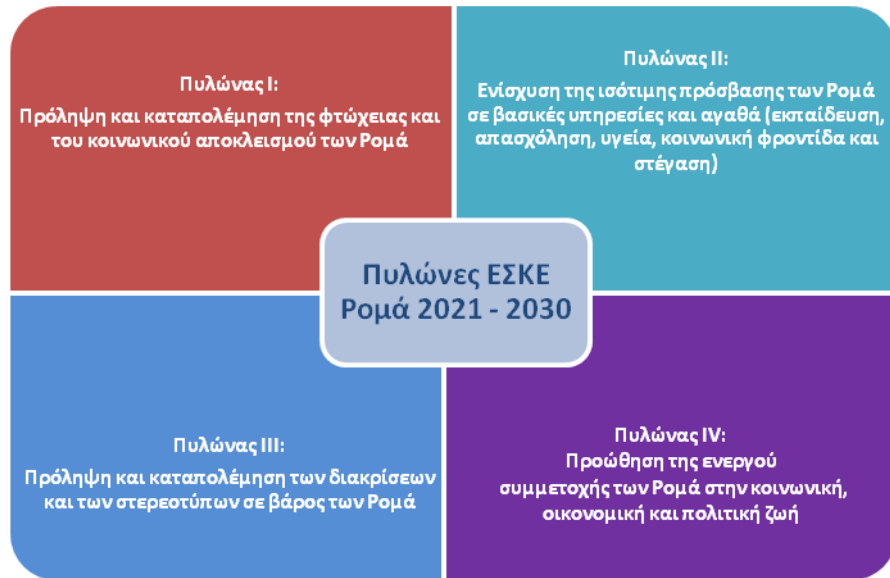 Πυλώνας Ι:
Πρόληψη και καταπολέμηση της φτώχειας και
του κοινωνικού αποκλεισμού των Ρομά
Πυλώνας ΙΙ:
Ενίσχυση της ισότιμης πρόσβασης των Ρομά
σε βασικές υπηρεσίες και αγαθά (εκπαίδευση,
απασχόληση, υγεία, κοινωνική φροντίδα και
στέγαση)
Πυλώνες ΕΣΚΕ
Ρομά 2021 - 2030
Πυλώνας ΙΙΙ:
Πρόληψη και καταπολέμηση των διακρίσεων
και των στερεοτύπων σε βάρος των Ρομά
Πυλώνας ΙV:
Προώθηση της ενεργού
συμμετοχής των Ρομά στην κοινωνική,
οικονομική και πολιτική ζωή